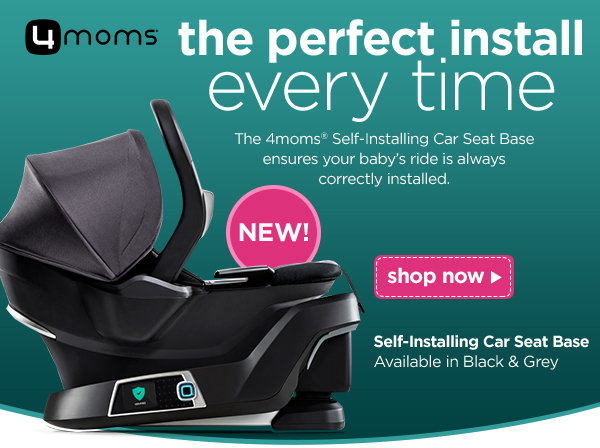 4moms
the perfect install
every time
The 4moms® Self-Installing Car Seat Base
ensures your baby's ride is always
correctly installed.
NEW!
shop now
Self-Installing Car Seat Base
Available in Black & Grey